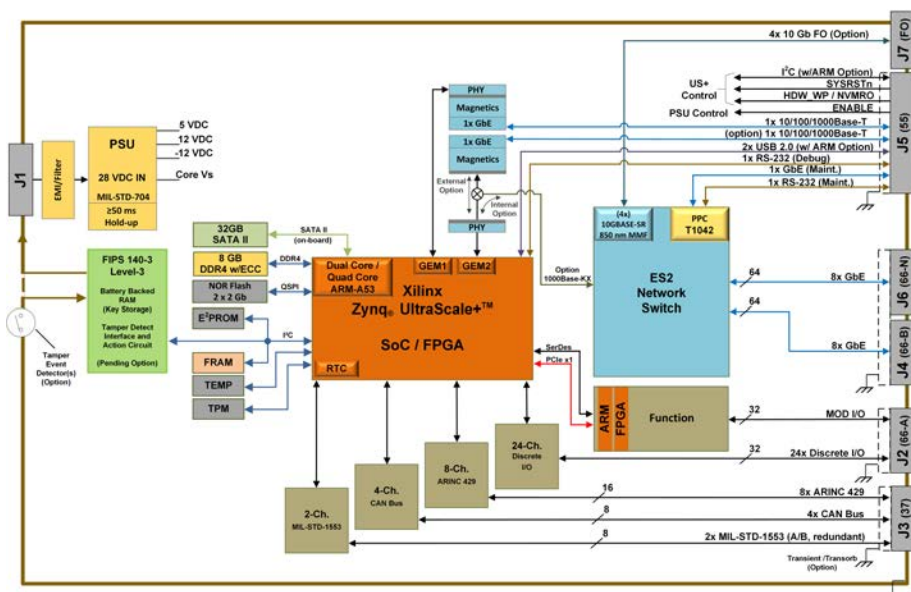 4x 10 Gb FO (Option)
J7 (FO)
US+
Control
I²C (w/ARM Option)
SYSRSTn
HDW_WP / NVMRO
PSU Control
ENABLE
1x 10/100/1000Base-T
(option) 1x 10/100/1000Base-T
2x USB 2.0 (w/ ARM Option)
1x RS-232 (Debug)
1x GbE (Maint.)
1x RS-232 (Maint.)
J5 (55)
PHY
Magnetics
1x GbE
1x GbE
Magnetics
External
Option
Internal
Option
PHY
J1
EMI/Filter
PSU
28 VDC IN
MIL-STD-704
≥50 ms
Hold-up
5 VDC
12 VDC
-12 VDC
Core Vs
FIPS 140-3
Level-3
Battery Backed
RAM
(Key Storage)
Tamper Detect
Interface and
Action Circuit
(Pending Option)
Tamper
Event
Detector(s)
(Option)
32GB
SATA II
SATA II
(on-board)
8 GB
DDR4 w/ECC
DDR4
NOR Flash
2 x 2 Gb
QSPI
E²PROM
I²C
FRAM
TEMP
TPM
Dual Core /
Quad Core
ARM-A53
GEM1
GEM2
Xilinx
Zynq® UltraScale+™
SoC / FPGA
RTC
Option
1000Base-KX
SerDes
PCIe x1
(4x)
10GBASE-SR
850 nm MMF
PPC
T1042
ES2
Network
Switch
64
8x GbE
J6 (66-N)
64
8x GbE
J4 (66-B)
ARM
FPGA
Function
32
MOD I/O
32
24x Discrete I/O
J2 (66-A)
24-Ch.
Discrete
I/O
8-Ch.
ARINC 429
4-Ch.
CAN Bus
2-Ch.
MIL-STD-1553
16
8x ARINC 429
8
4x CAN Bus
8
2x MIL-STD-1553 (A/B, redundant)
J3 (37)
Transient /Transorb
(Option)